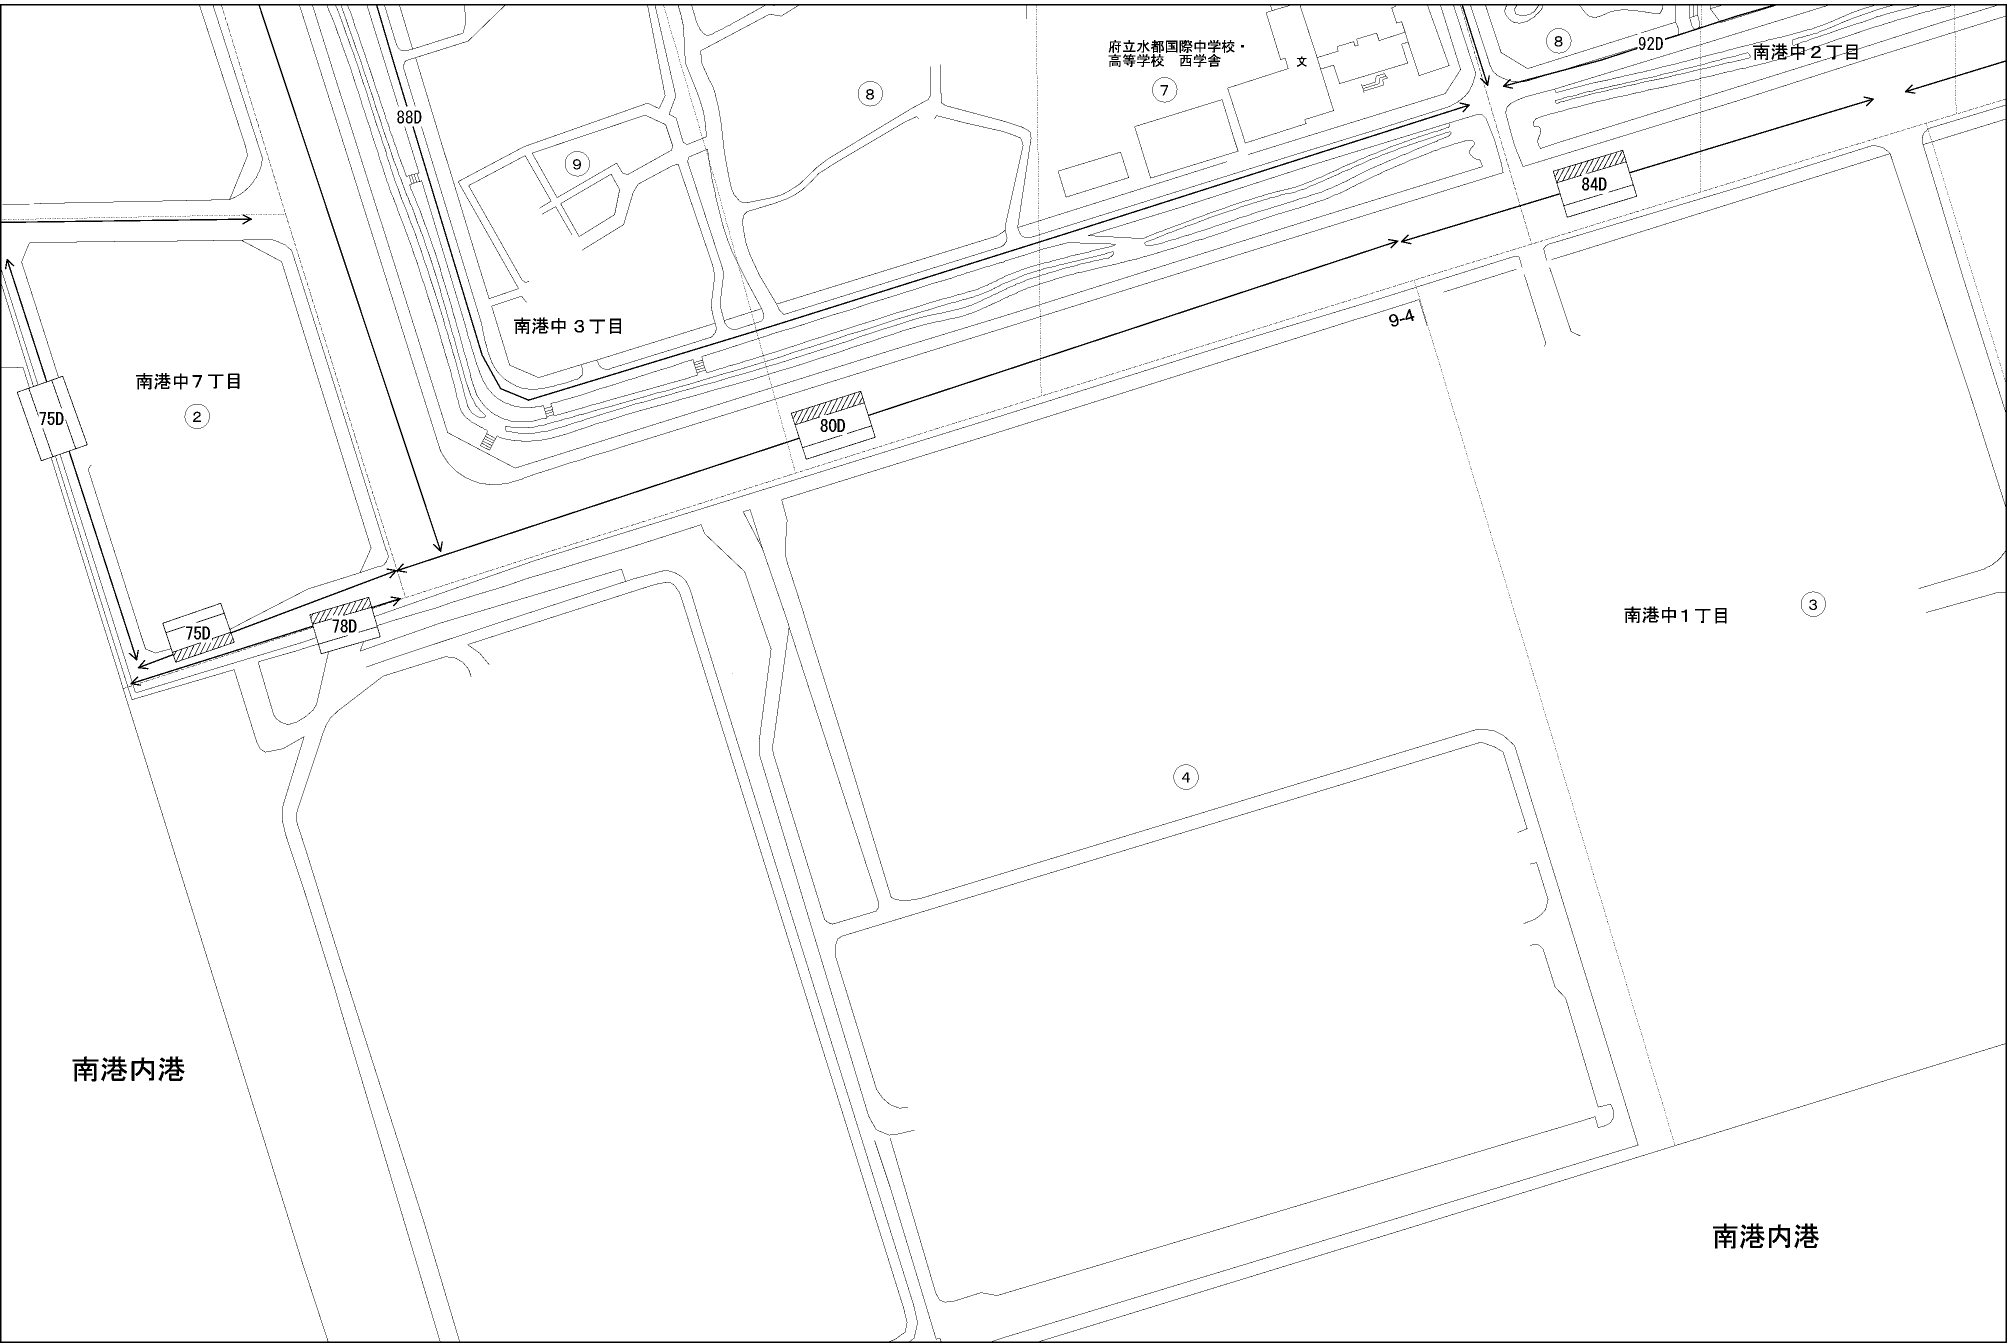 府立水都国際中学校・
高等学校　西学舎
文
⑦
⑧
92D
南港中２丁目
88D
⑧
⑨
84D
南港中３丁目
9-4
南港中７丁目
②
75D
80D
75D
78D
南港中１丁目
③
④
南港内港
南港内港